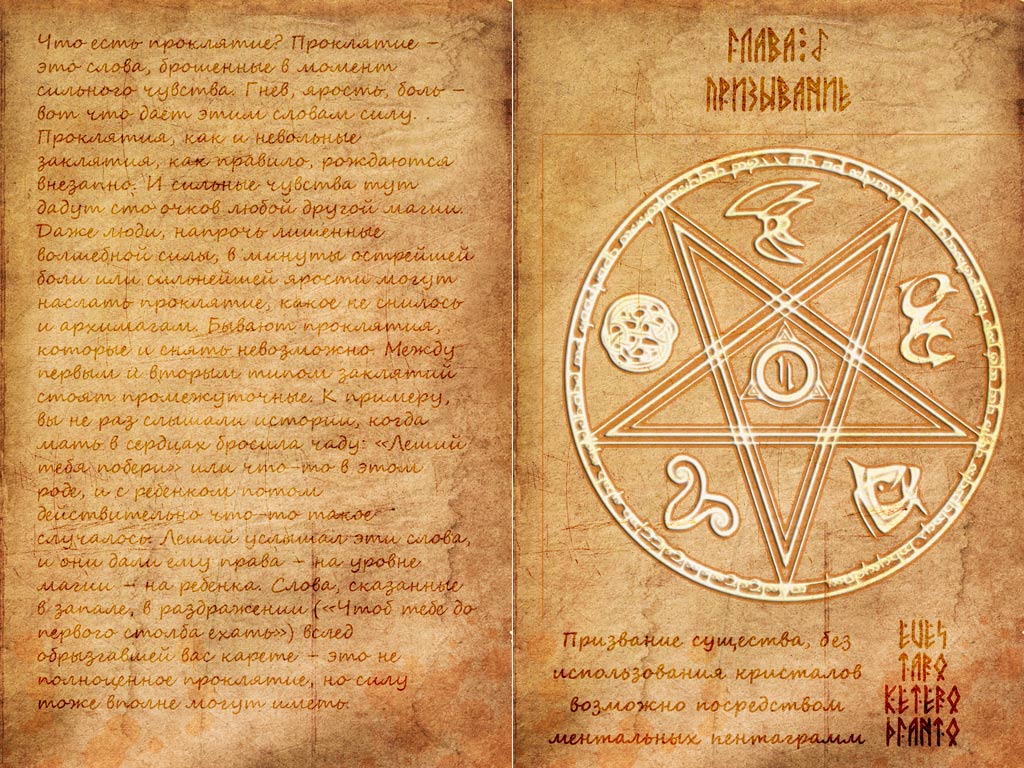 Что есть проклятие? Проклятие –
это слова, брошенные в момент
сильного чувства. Гнев, ярость, боль –
вот что дает этим словам силу. .
Проклятия, как и невольные
заклятия, как правило, рождаются
внезапно. И сильные чувства тут
дадут сто очков любой другой магии.
Даже люди, напрочь лишенные
волшебной силы, в минуты острейшей
боли или сильнейшей ярости могут
наслать проклятие, какое не снилось
и архимагам. Бывают проклятия,
которые и снять невозможно. Между
первым и вторым типом заклятий
стоят промежуточные. К примеру,
вы не раз слышали истории, когда
мать в сердцах бросила чаду: «Леший
тебя побери» или что-то в этом
роде, и с ребенком потом
действительно что-то такое
случалось. Леший услышал эти слова,
и они дали ему права – на уровне
магии – на ребенка. Слова, сказанные
в запале, в раздражении («Чтоб тебе до
первого столба ехать») вслед
обрызгавшей вас карете – это не
полноценное проклятие, но силу
тоже вполне могут иметь.
ГЛАВА:
ПРИЗЫВАНИЕ
Призвание существа, без
использования кристалов
возможно посредством
ментальных пентаграмм